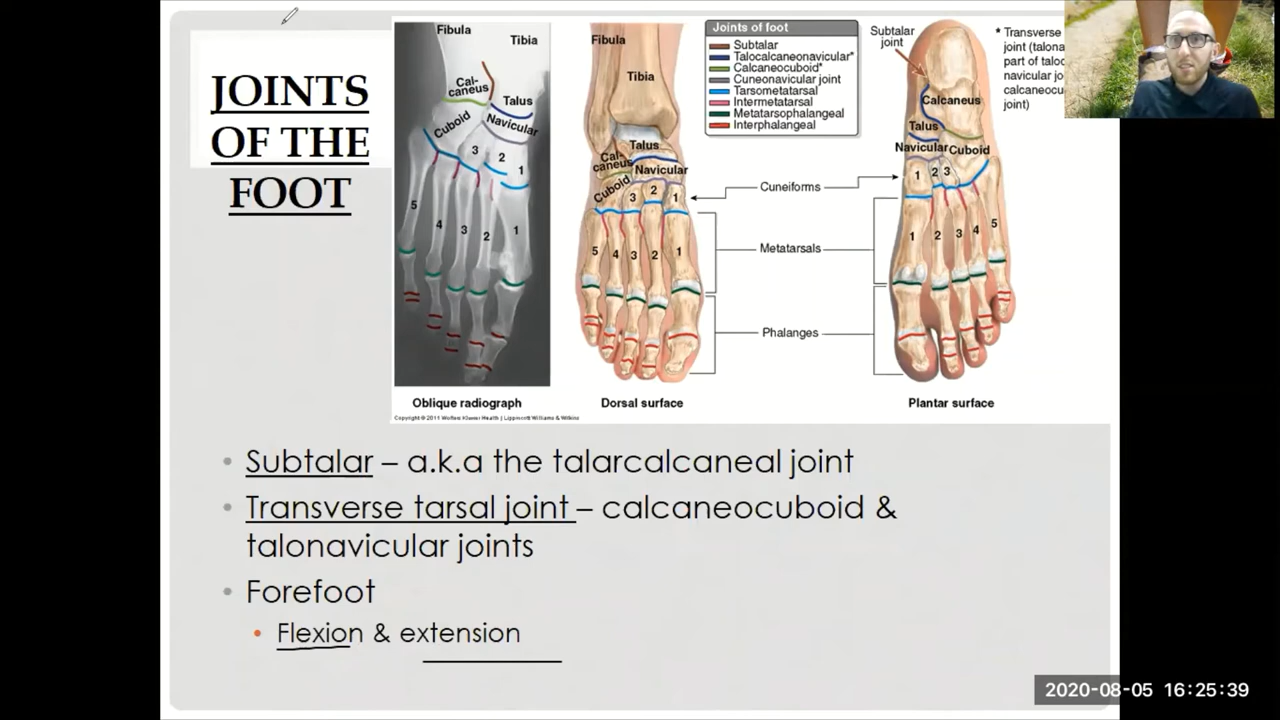 JOINTS
OF THE
FOOT
Fibula
Tibia
Cal-
caneus
Talus
Cuboid
Navicular
3
2
1
5
4
3
2
1
Oblique radiograph
Copyright © 2011 Wolters Kluwer Health | Lippincott Williams & Wilkins
Fibula
Tibia
Talus
Cal-
caneus
Navicular
Cuboid
3
2
1
5
4
3
2
1
Dorsal surface
Joints of foot
Subtalar
Talocalcaneonavicular*
Calcaneocuboid*
Cuneonavicular joint
Tarsometatarsal
Intermetatarsal
Metatarsophalangeal
Interphalangeal
Cuneiforms
Metatarsals
Phalanges
Subtalar
joint
Calcaneus
Talus
Navicular
Cuboid
1
2
3
1
2
3
4
5
Plantar surface
* Transverse
joint (talona
part of taloc
navicular jo
calcaneocu
joint)
• Subtalar – a.k.a the talarcalcaneal joint
• Transverse tarsal joint – calcaneocuboid &
talonavicular joints
• Forefoot
• Flexion & extension
2020-08-05 16:25:39